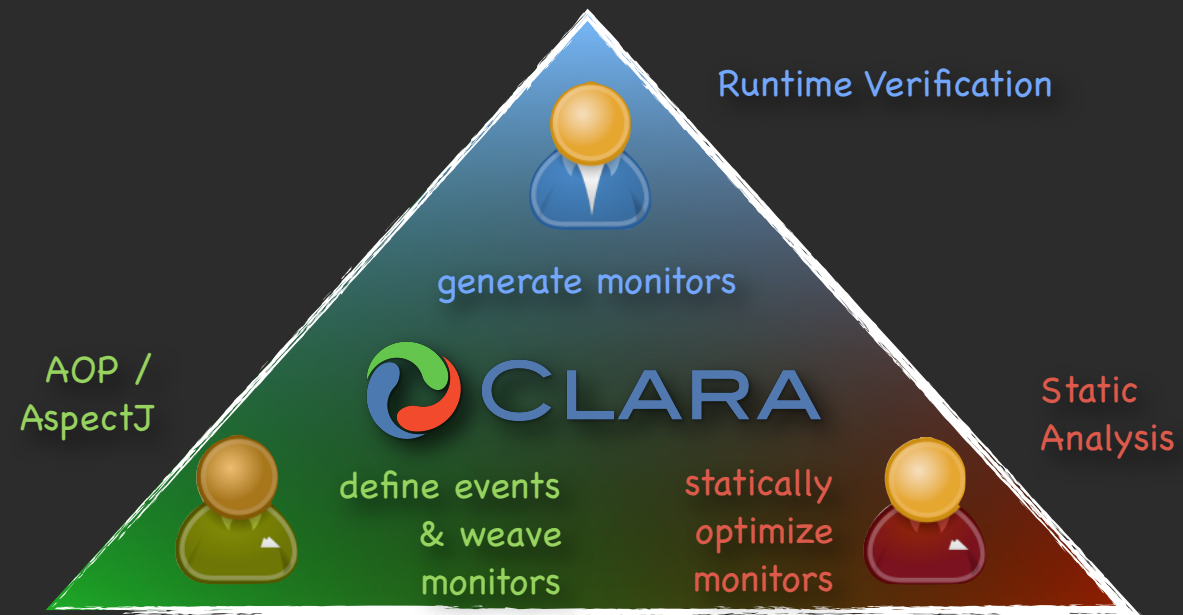 Runtime Verification
generate monitors
AOP /
AspectJ
CLARA
Static
Analysis
define events
& weave
monitors
statically
optimize
monitors